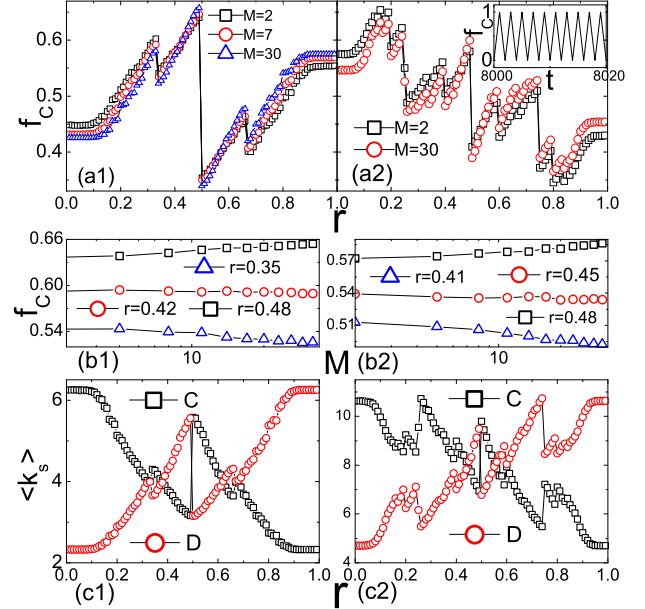 0.6
0.5
0.4
f_C
M=2
M=7
M=30
(a1)
0.0 0.2 0.4 0.6 0.8 1.0
M=2
M=30
(a2)
0.0 0.2 0.4 0.6 0.8 1.0
r
f_C
1
0
8000 t 8020
0.66
0.60
0.54
f_C
r=0.35
r=0.42 r=0.48
(b1) 10
M
0.57
0.54
0.51
r=0.41 r=0.45
r=0.48
(b2) 10
6
4
2
<k_s>
C
D
0.0 0.2 0.4 0.6 0.8 1.0
(c1)
10
8
6
4
C
D
0.0 0.2 0.4 0.6 0.8 1.0
(c2)
r